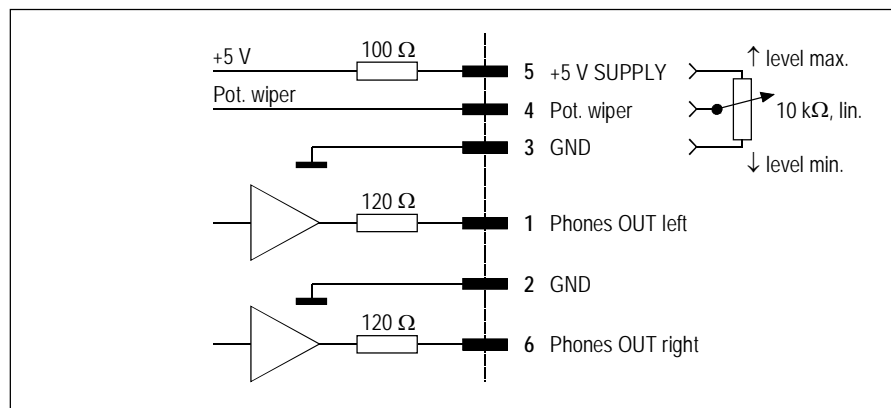 +5 V 100 Ω 5 +5 V SUPPLY ↑ level max.
Pot. wiper 4 Pot. wiper 10 kΩ, lin.
3 GND
↓ level min.
120 Ω 1 Phones OUT left
2 GND
120 Ω 6 Phones OUT right